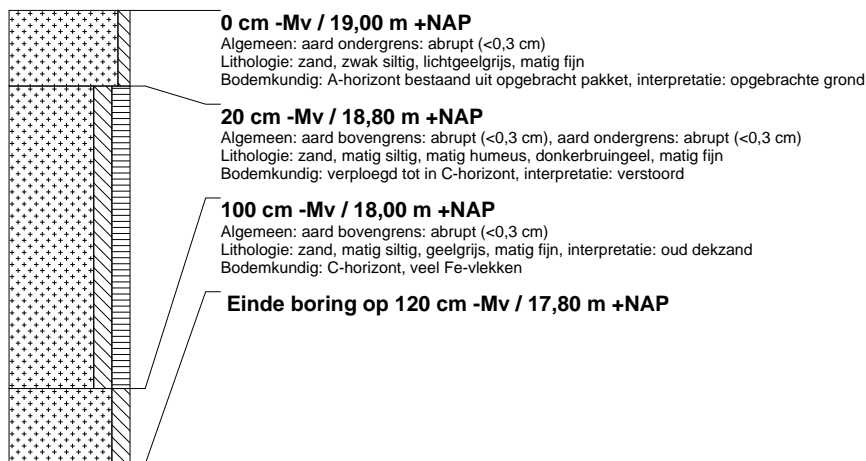 0 cm -Mv / 19,00 m +NAP
Algemeen: aard ondergrens: abrupt (<0,3 cm)
Lithologie: zand, zwak siltig, lichtgeelgrijs, matig fijn
Bodemkundig: A-horizont bestaand uit opgebracht pakket, interpretatie: opgebrachte grond
20 cm -Mv / 18,80 m +NAP
Algemeen: aard bovengrens: abrupt (<0,3 cm), aard ondergrens: abrupt (<0,3 cm)
Lithologie: zand, matig siltig, matig humeus, donkerbruingeel, matig fijn
Bodemkundig: verploegd tot in C-horizont, interpretatie: verstoord
100 cm -Mv / 18,00 m +NAP
Algemeen: aard bovengrens: abrupt (<0,3 cm)
Lithologie: zand, matig siltig, geelgrijs, matig fijn, interpretatie: oud dekzand
Bodemkundig: C-horizont, veel Fe-vlekken
Einde boring op 120 cm -Mv / 17,80 m +NAP